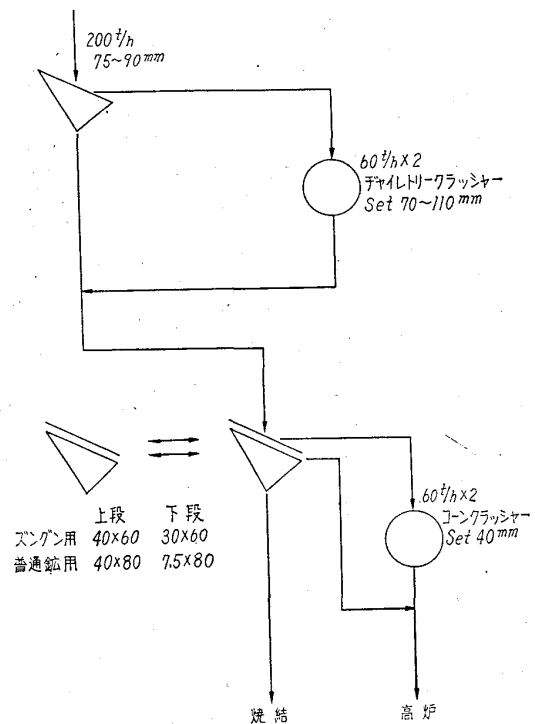 200 t/h
75~90mm
60 t/h×2
ヂャイレトリークラッシャー
Set 70~110mm
60 t/h×2
コーンクラッシャー
Set 40mm
上段 下段
ズングン用 40×60 30×60
普通鉱用 40×80 7.5×80
焼結 高炉